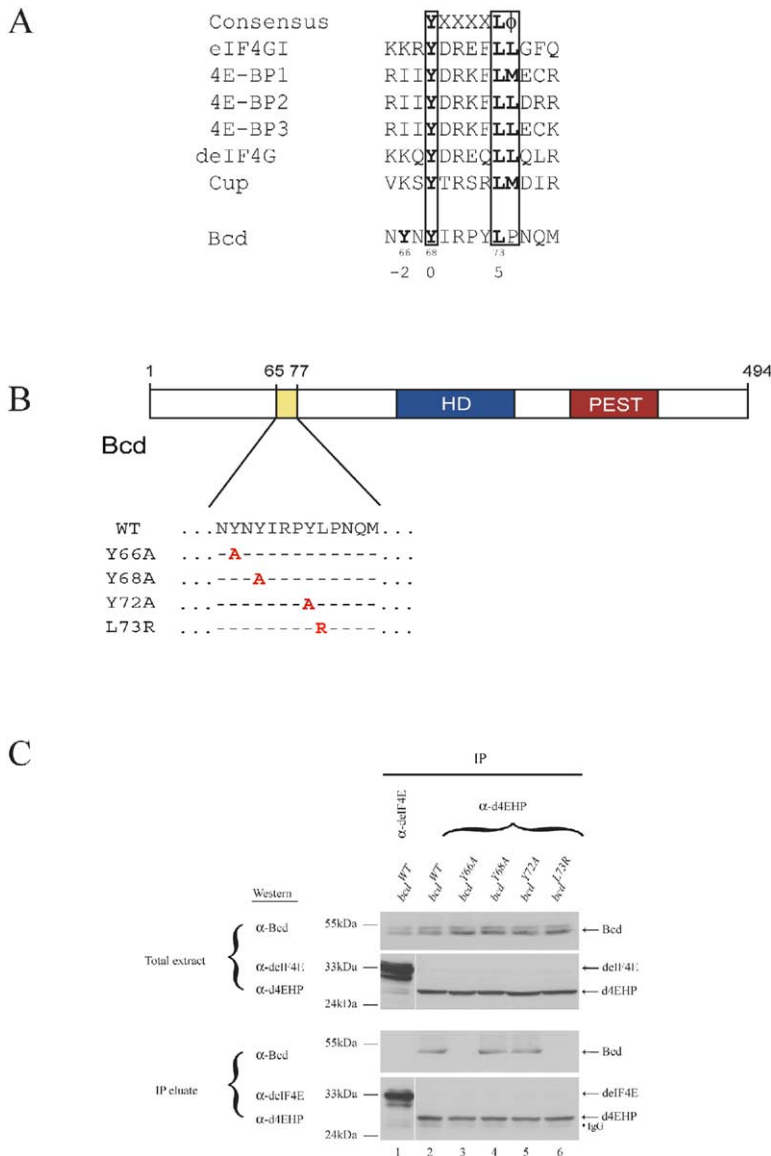 A
Consensus YXXXXLϕ
eIF4GI KKRYDREFLLGFQ
4E-BP1 RIIYDRKFLMECR
4E-BP2 RIIYDRKFLLDRR
4E-BP3 RIIYDRKFLLECK
deIF4G KKQYDREQLLQLR
Cup VKSYTRSRLMDIR
Bcd NYNYIRPYLPNQM
66 68 73
-2 0 5
B
1 65 77 494
HD PEST
Bcd
WT ...NYNYIRPYLPNQM...
Y66A ...-A-----------...
Y68A ...---A---------...
Y72A ...-------A-----...
L73R ...--------R----...
C
IP
α-deIF4E α-d4EHP
bcd WT bcd WT bcd Y66A bcd Y68A bcd Y72A bcd L73R
Western
Total extract
α-Bcd 55kDa Bcd
α-deIF4E 33kDa deIF4E
α-d4EHP 24kDa d4EHP
IP eluate
α-Bcd 55kDa Bcd
α-deIF4E 33kDa deIF4E
α-d4EHP 24kDa d4EHP
IgG
1 2 3 4 5 6